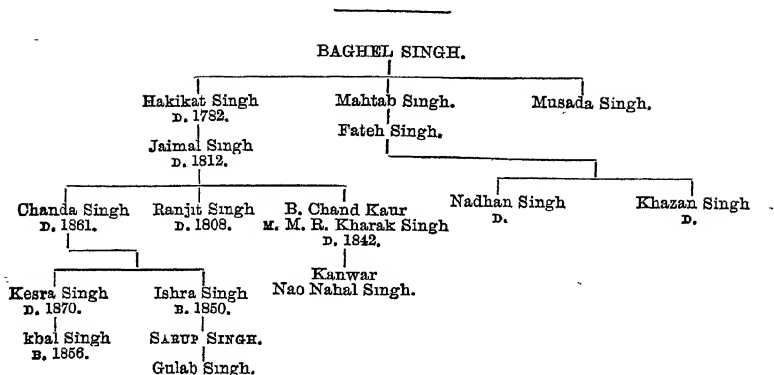 BAGHEL SINGH.
Hakikat Singh Mahtab Singh. Musada Singh.
D. 1782.
Fateh Singh.
Jaimal Singh
D. 1812.
Chanda Singh Ranjit Singh B. Chand Kaur Nadhan Singh Khazan Singh
D. 1861. D. 1808. M. M. R. Kharak Singh D. D.
D. 1842.
Kanwar
Nao Nahal Singh.
Kesra Singh Ishra Singh
D. 1870. B. 1850.
kbal Singh SARUP SINGH.
B. 1856.
Gulab Singh.